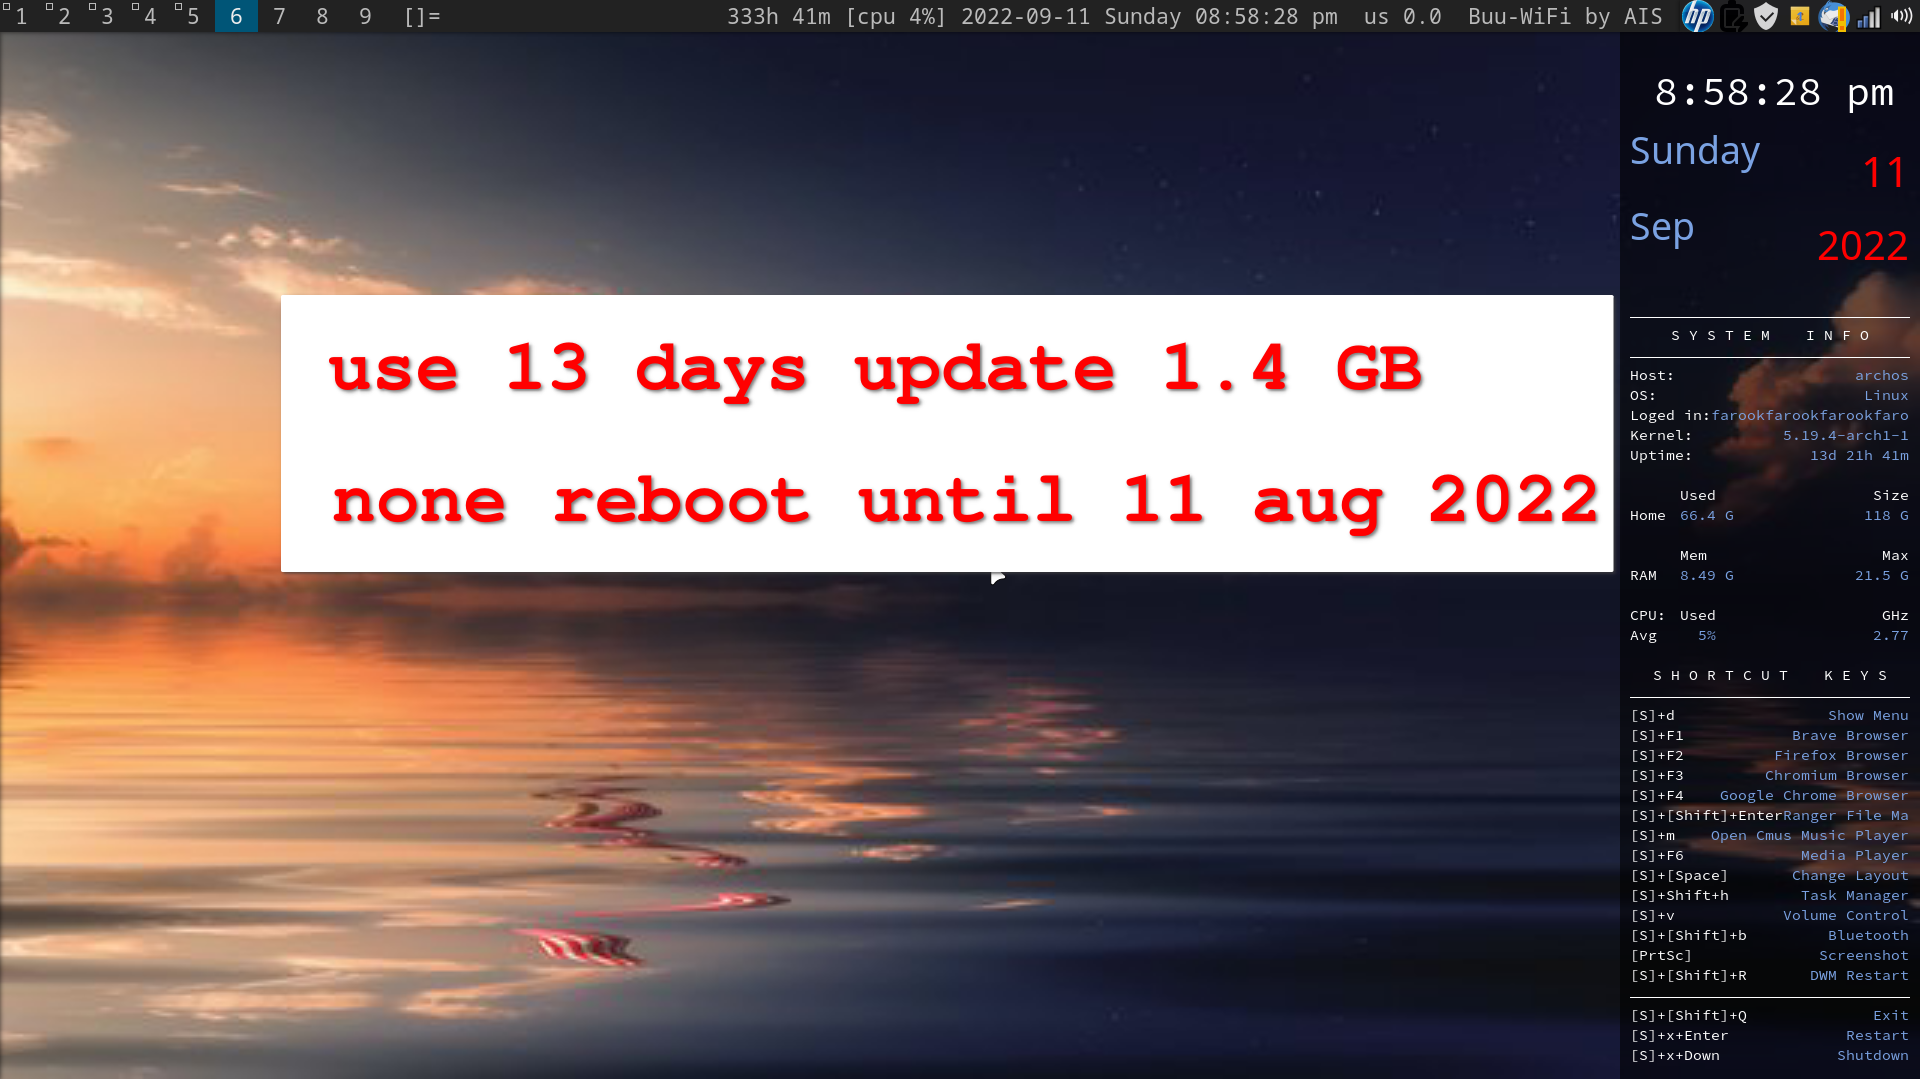 1 2 3 4 5 6 7 8 9 []= 333h 41m [cpu 4%] 2022-09-11 Sunday 08:58:28 pm us 0.0 Buu-WiFi by AIS hp
8:58:28 pm
Sunday
11
Sep
2022
use 13 days update 1.4 GB
none reboot until 11 aug 2022
SYSTEM INFO
Host: archos
OS: Linux
Loged in:farookfarookfarookfaro
Kernel: 5.19.4-arch1-1
Uptime: 13d 21h 41m
Used Size
Home 66.4 G 118 G
Mem Max
RAM 8.49 G 21.5 G
CPU: Used GHz
Avg 5% 2.77
SHORTCUT KEYS
[S]+d Show Menu
[S]+F1 Brave Browser
[S]+F2 Firefox Browser
[S]+F3 Chromium Browser
[S]+F4 Google Chrome Browser
[S]+[Shift]+EnterRanger File Ma
[S]+m Open Cmus Music Player
[S]+F6 Media Player
[S]+[Space] Change Layout
[S]+Shift+h Task Manager
[S]+v Volume Control
[S]+[Shift]+b Bluetooth
[PrtSc] Screenshot
[S]+[Shift]+R DWM Restart
[S]+[Shift]+Q Exit
[S]+x+Enter Restart
[S]+x+Down Shutdown